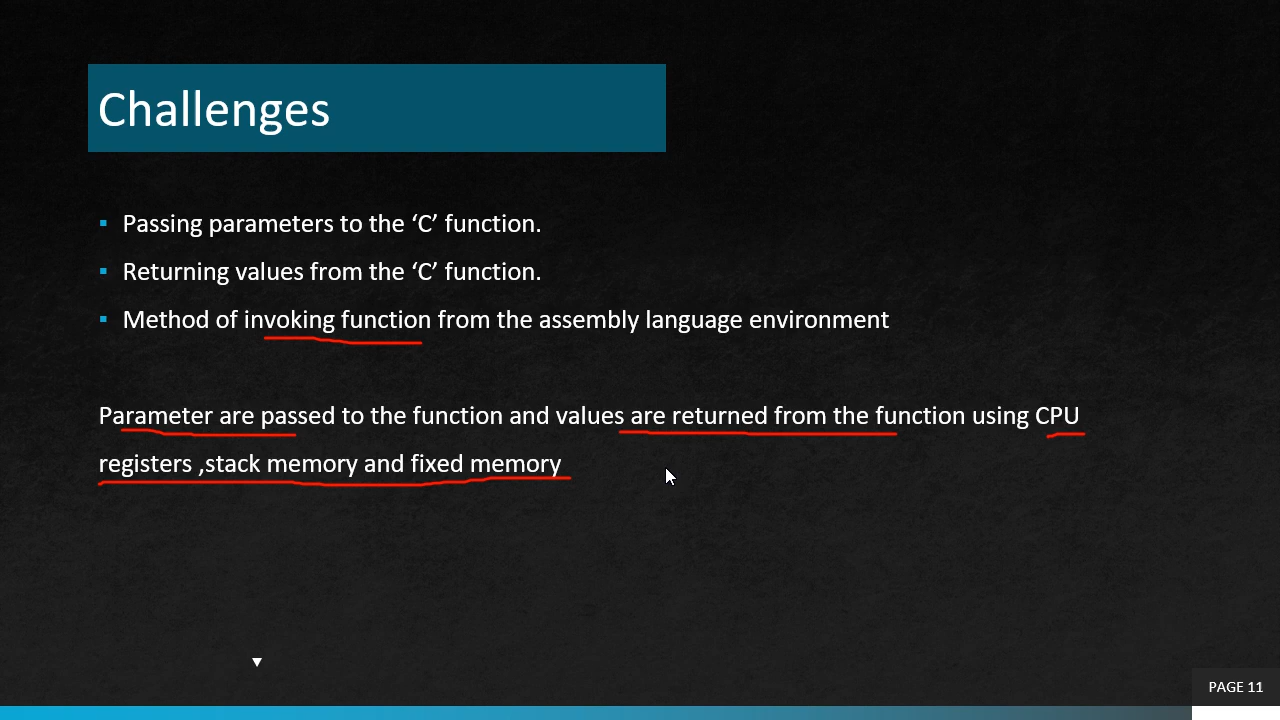 Challenges
▪ Passing parameters to the ‘C’ function.
▪ Returning values from the ‘C’ function.
▪ Method of invoking function from the assembly language environment
Parameter are passed to the function and values are returned from the function using CPU
registers ,stack memory and fixed memory
PAGE 11